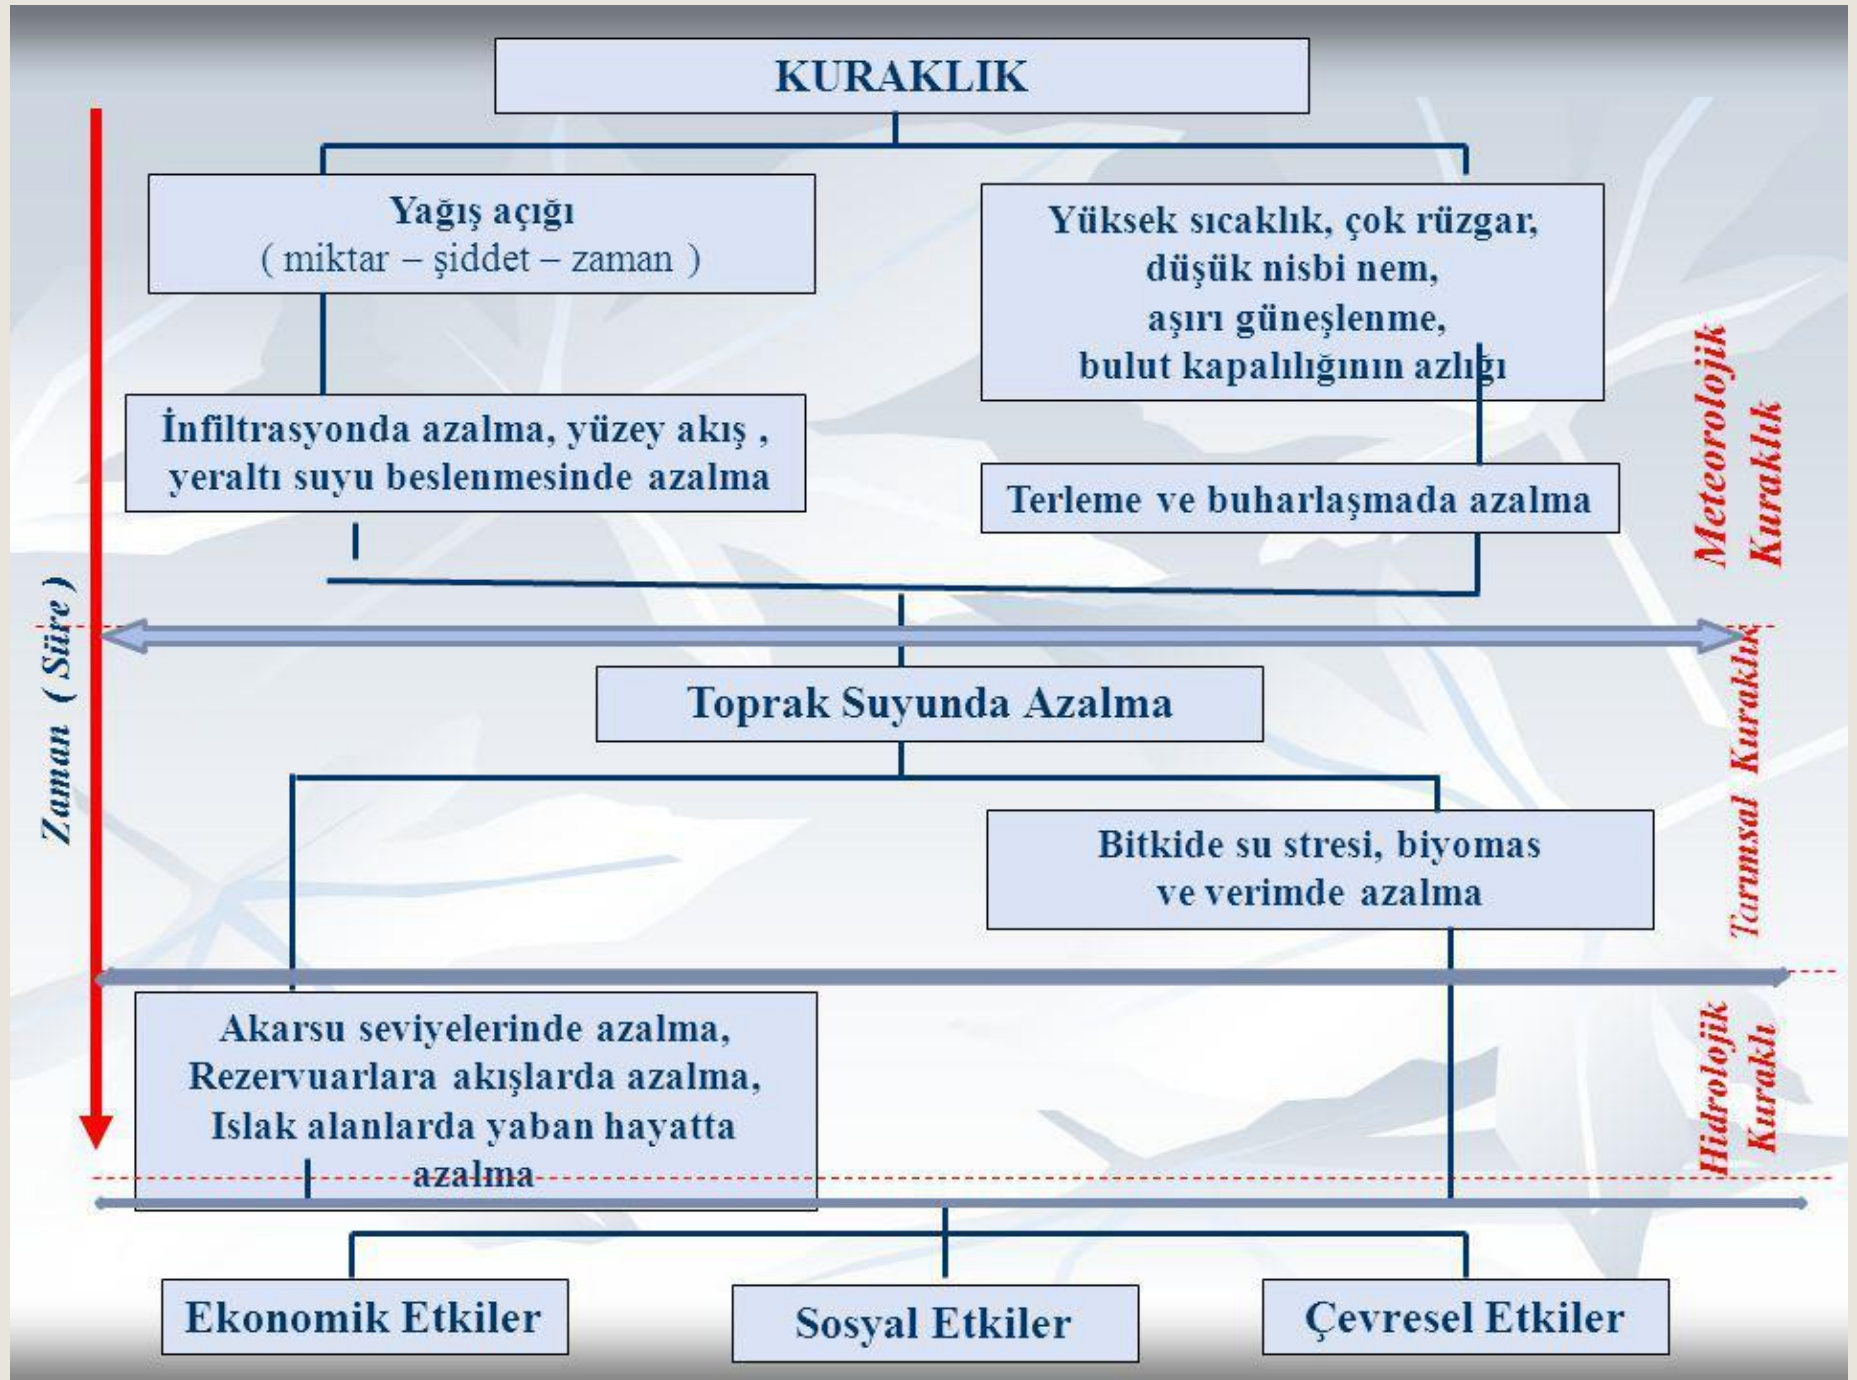 KURAKLIK
Yağış açığı
( miktar – şiddet – zaman )
Yüksek sıcaklık, çok rüzgar,
düşük nisbi nem,
aşırı güneşlenme,
bulut kapalılığının azlığı
İnfiltrasyonda azalma, yüzey akış ,
yeraltı suyu beslenmesinde azalma
Terleme ve buharlaşmada azalma
Meteorolojik
Kuraklık
Zaman ( Süre )
Toprak Suyunda Azalma
Bitkide su stresi, biyomas
ve verimde azalma
Tarımsal Kuraklık
Akarsu seviyelerinde azalma,
Rezervuarlara akışlarda azalma,
Islak alanlarda yaban hayatta
azalma
Hidrolojik
Kuraklı
Ekonomik Etkiler
Sosyal Etkiler
Çevresel Etkiler